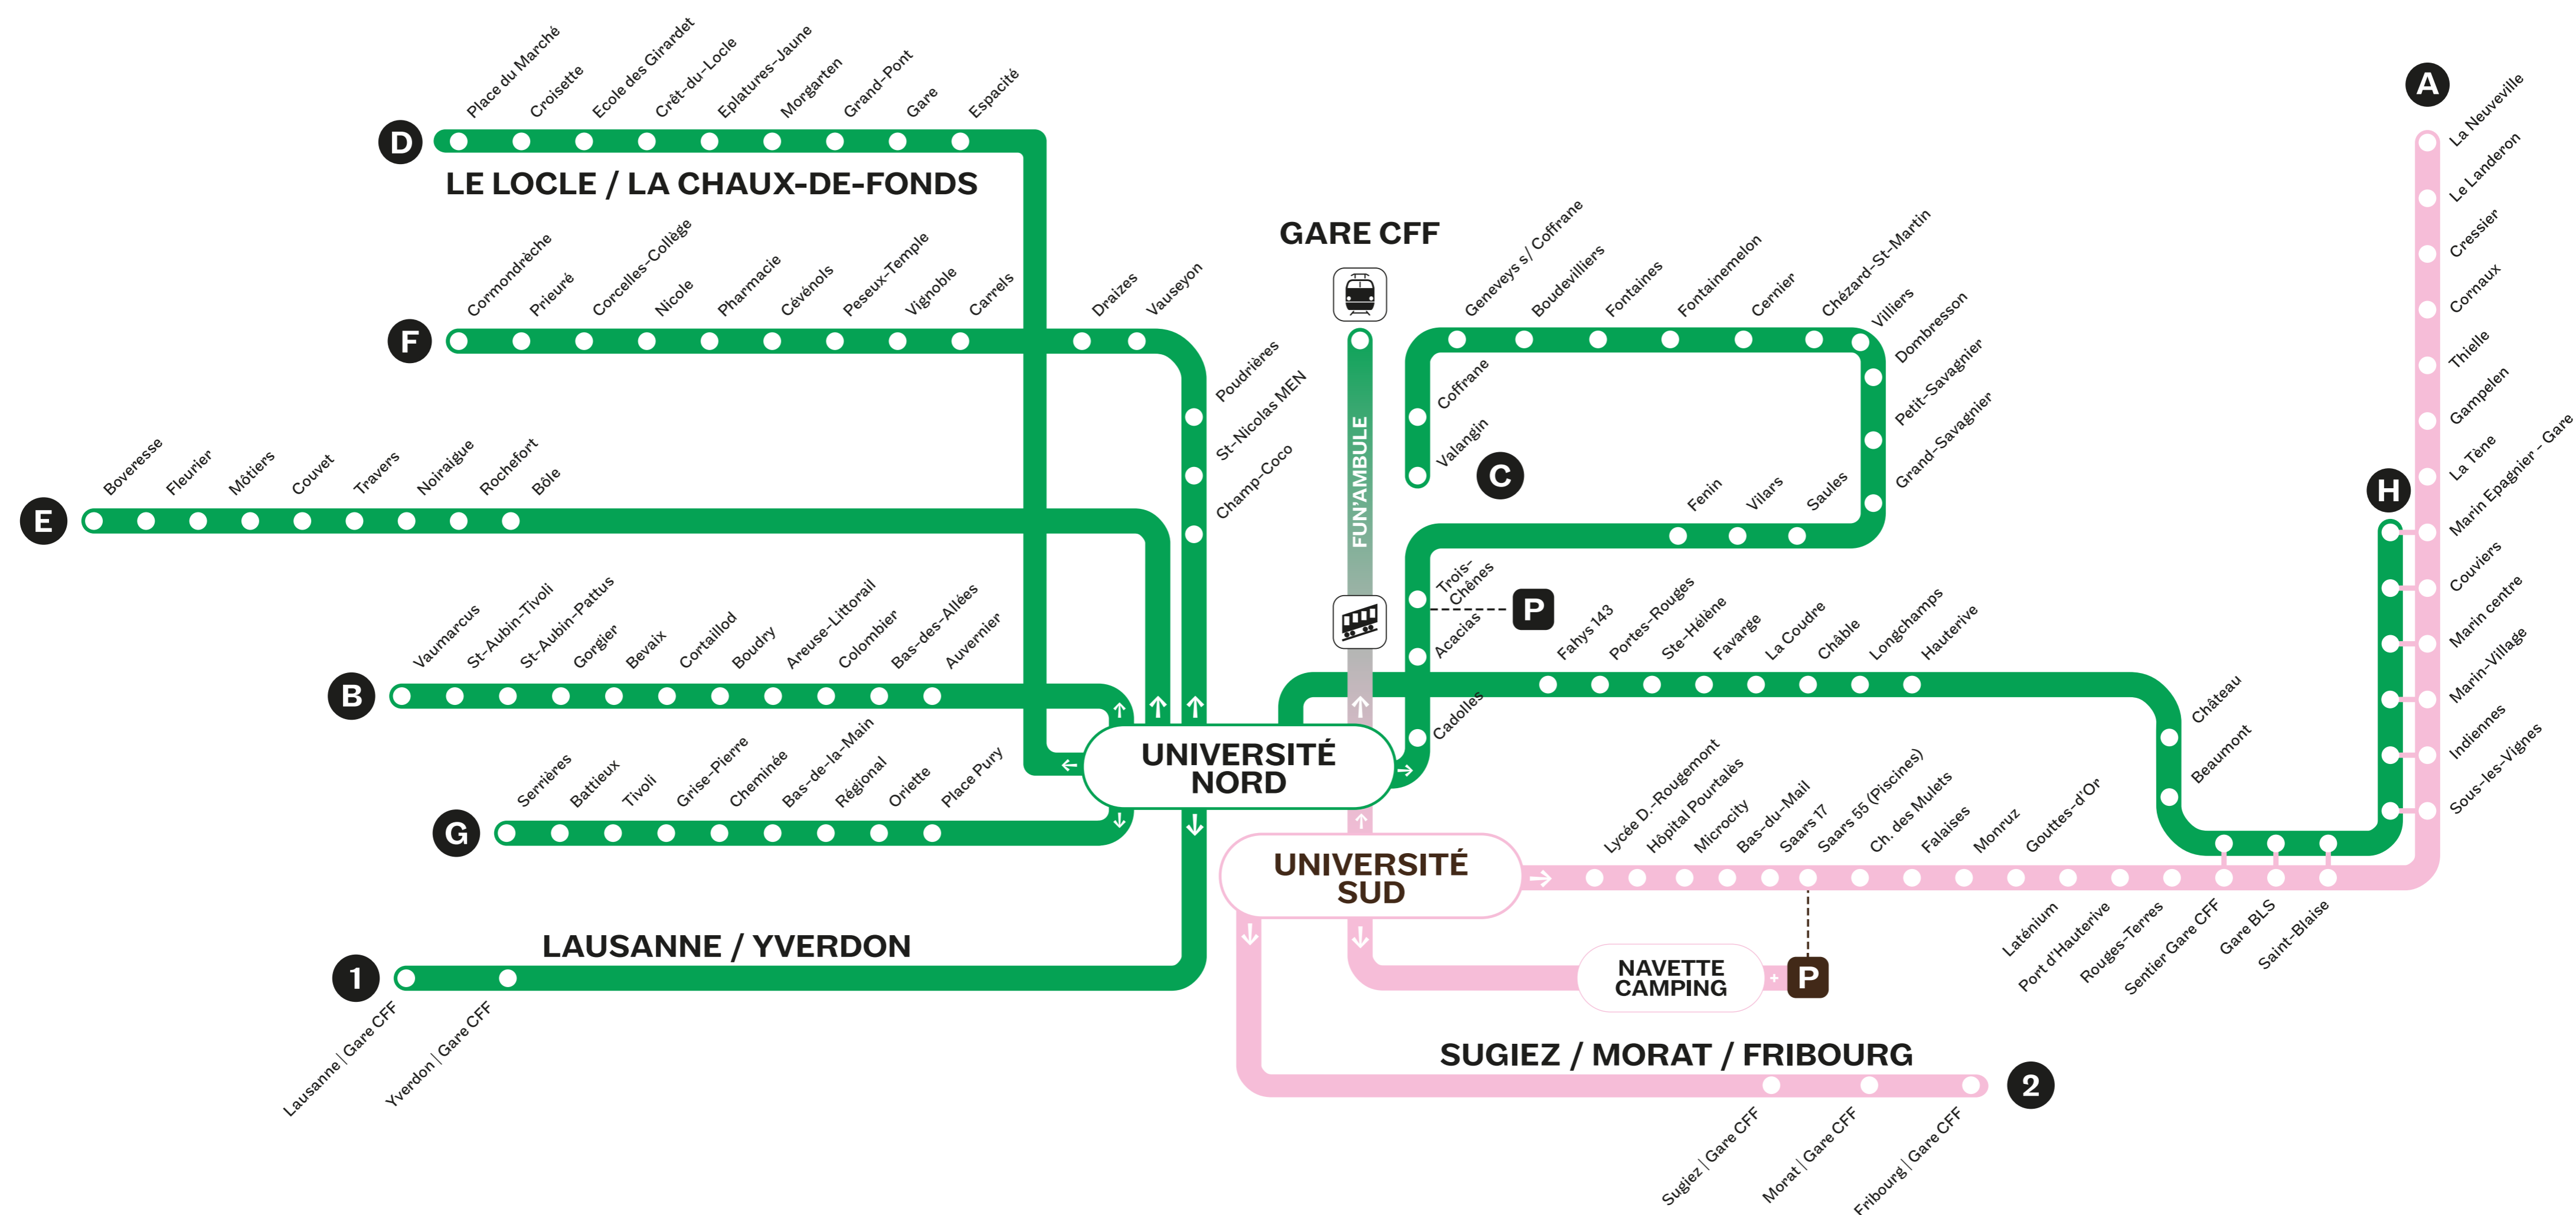 D
Place du Marché
Croisette
Ecole des Girardet
Crêt-du-Locle
Eplatures-Jaune
Morgarten
Grand-Pont
Gare
Espacité
LE LOCLE / LA CHAUX-DE-FONDS
F
Cormondrèche
Prieuré
Corcelles-Collège
Nicole
Pharmacie
Cévénols
Peseux-Temple
Vignoble
Carrels
Draizes
Vauseyon
Poudrières
St-Nicolas MEN
Champ-Coco
E
Boveresse
Fleurier
Môtiers
Couvet
Travers
Noiraigue
Rochefort
Bôle
B
Vaumarcus
St-Aubin-Tivoli
St-Aubin-Pattus
Gorgier
Bevaix
Cortaillod
Boudry
Areuse-Littorail
Colombier
Bas-des-Allées
Auvernier
G
Serrières
Battieux
Tivoli
Grise-Pierre
Cheminée
Bas-de-la-Main
Régional
Oriette
Place Pury
1
LAUSANNE / YVERDON
Lausanne | Gare CFF
Yverdon | Gare CFF
GARE CFF
FUN'AMBULE
UNIVERSITÉ
NORD
UNIVERSITÉ
SUD
C
Valangin
Coffrane
Geneveys s/ Coffrane
Boudevilliers
Fontaines
Fontainemelon
Cernier
Chézard-St-Martin
Villiers
Dombresson
Petit-Savagnier
Grand-Savagnier
Saules
Vilars
Fenin
Trois-
Chênes
P
Acacias
Cadolles
Fahys 143
Portes-Rouges
Ste-Hélène
Favarge
La Coudre
Châble
Longchamps
Hauterive
Château
Beaumont
H
A
La Neuveville
Le Landeron
Cressier
Cornaux
Thielle
Gampelen
La Tène
Marin Epagnier - Gare
Couviers
Marin centre
Marin-Village
Indiennes
Sous-les-Vignes
Lycée D.-Rougemont
Hôpital Pourtalès
Microcity
Bas-du-Mail
Saars 17
Saars 55 (Piscines)
Ch. des Mulets
Falaises
Monruz
Gouttes-d'Or
Laténium
Port d'Hauterive
Rouges-Terres
Sentier Gare CFF
Gare BLS
Saint-Blaise
NAVETTE
CAMPING
+
P
SUGIEZ / MORAT / FRIBOURG
2
Sugiez | Gare CFF
Morat | Gare CFF
Fribourg | Gare CFF